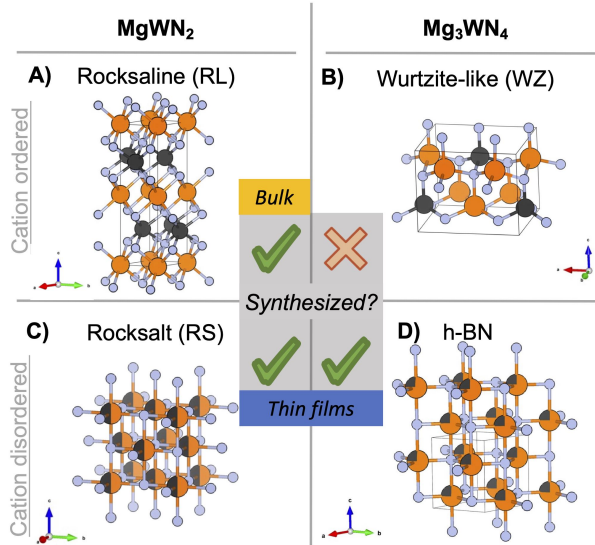 MgWN₂
Mg₃WN₄
A) Rocksaline (RL)
B) Wurtzite-like (WZ)
Cation ordered
Bulk
Synthesized?
C) Rocksalt (RS)
D) h-BN
Cation disordered
Thin films
c
a
b
c
a
b
c
a
b
c
a
b